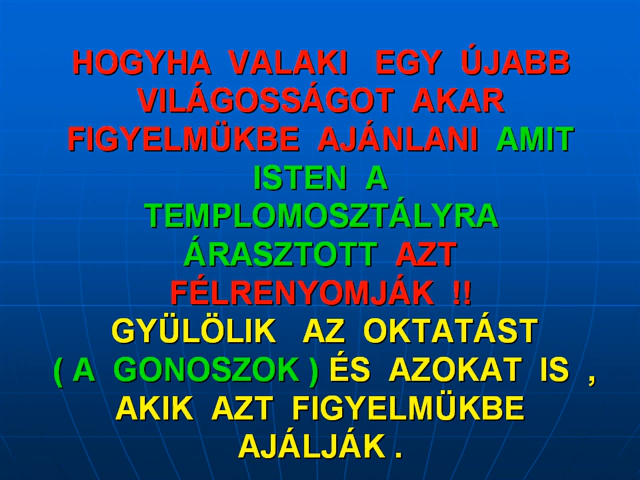 HOGYHA VALAKI EGY ÚJABB
VILÁGOSSÁGOT AKAR
FIGYELMÜKBE AJÁNLANI AMIT
ISTEN A
TEMPLOMOSZTÁLYRA
ÁRASZTOTT AZT
FÉLRENYOMJÁK !!
GYÜLÖLIK AZ OKTATÁST
( A GONOSZOK ) ÉS AZOKAT IS ,
AKIK AZT FIGYELMÜKBE
AJÁLJÁK .